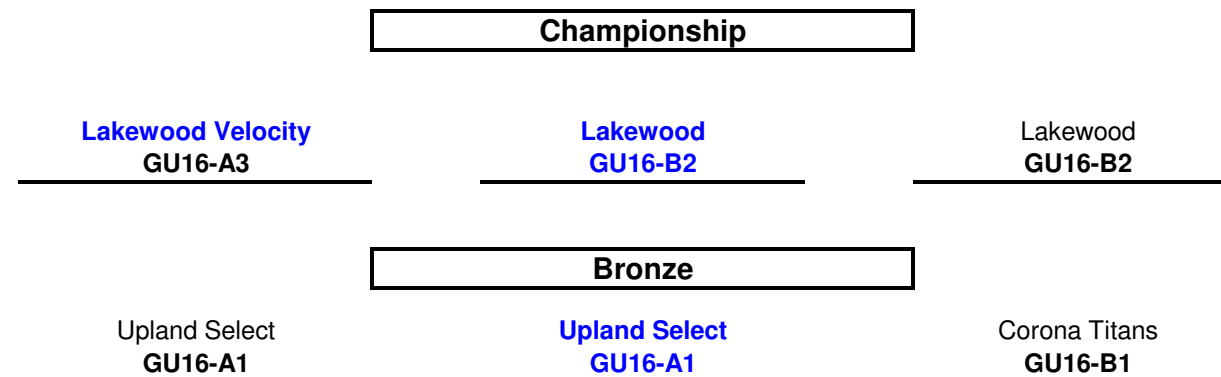 Championship
Lakewood Velocity Lakewood Lakewood
GU16-A3 GU16-B2 GU16-B2
Bronze
Upland Select Upland Select Corona Titans
GU16-A1 GU16-A1 GU16-B1